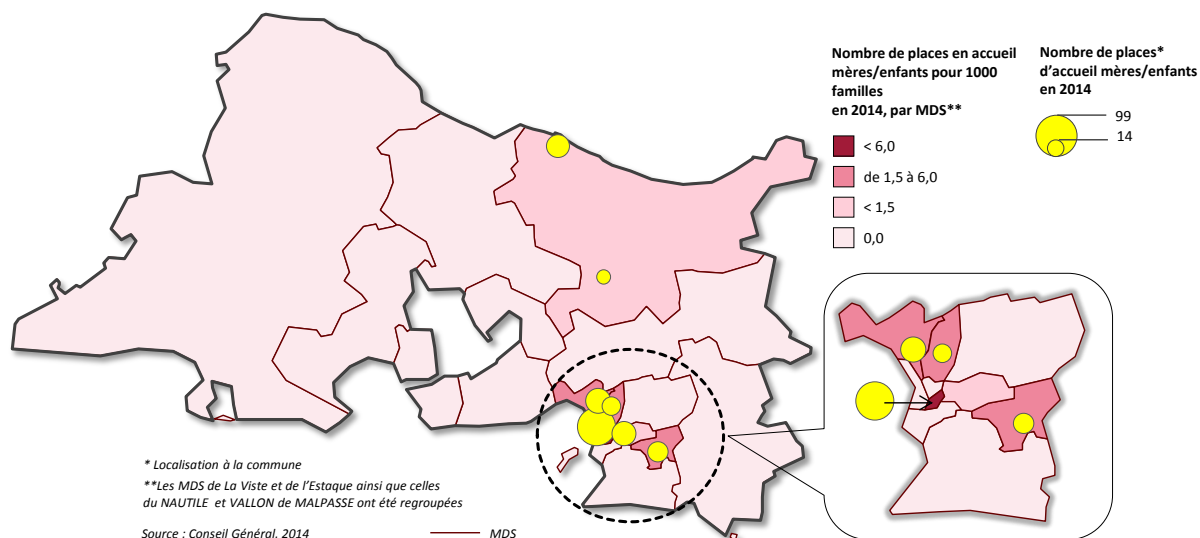 Nombre de places en accueil
mères/enfants pour 1000
familles
en 2014, par MDS**
< 6,0
de 1,5 à 6,0
< 1,5
0,0
Nombre de places*
d'accueil mères/enfants
en 2014
99
14
* Localisation à la commune
**Les MDS de La Viste et de l'Estaque ainsi que celles
du NAUTILE et VALLON de MALPASSE ont été regroupées
Source : Conseil Général, 2014
MDS